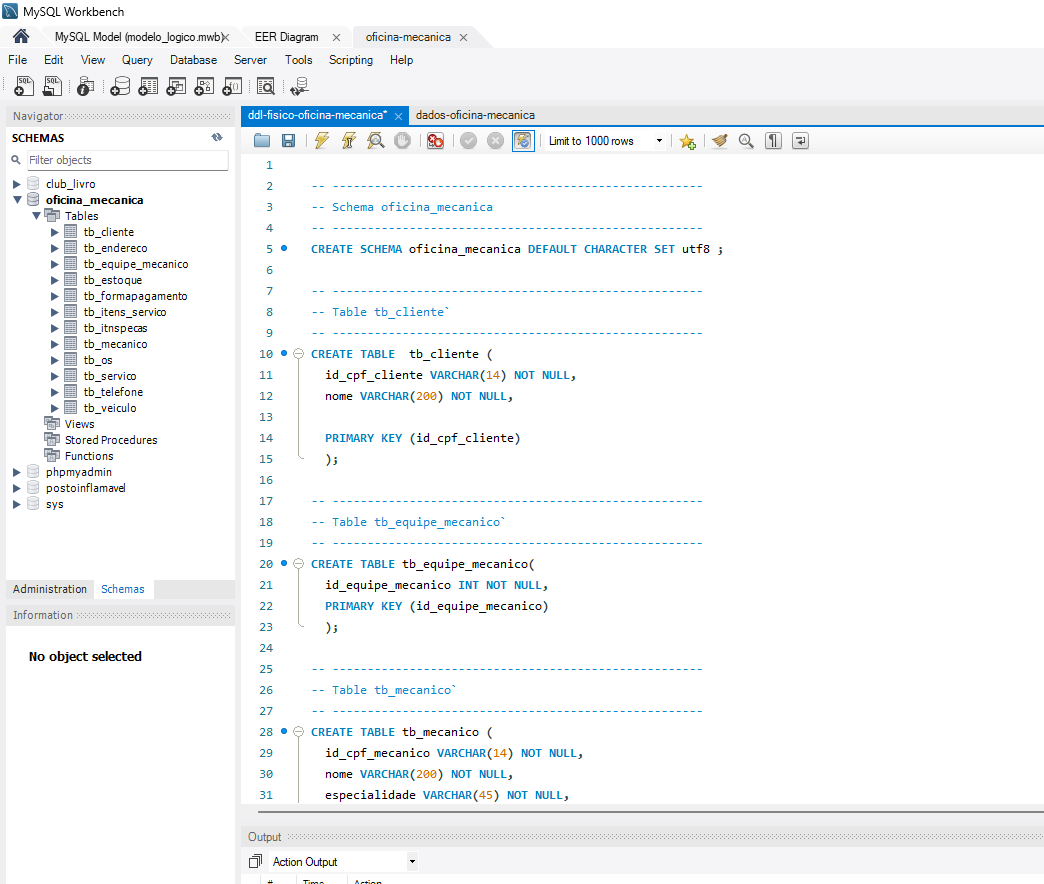 MySQL Workbench
MySQL Model (modelo_logico.mwb)
EER Diagram
oficina-mecanica
File Edit View Query Database Server Tools Scripting Help
Navigator
SCHEMAS
Filter objects
club_livro
oficina_mecanica
Tables
tb_cliente
tb_endereco
tb_equipe_mecanico
tb_estoque
tb_formapagamento
tb_itens_servico
tb_itnspecas
tb_mecanico
tb_os
tb_servico
tb_telefone
tb_veiculo
Views
Stored Procedures
Functions
phpmyadmin
postoinflamavel
sys
Administration Schemas
Information
No object selected
ddl-fisico-oficina-mecanica* dados-oficina-mecanica
Limit to 1000 rows
1
2 -- -----------------------------------------------------
3 -- Schema oficina_mecanica
4 -- -----------------------------------------------------
5 CREATE SCHEMA oficina_mecanica DEFAULT CHARACTER SET utf8 ;
6
7 -- -----------------------------------------------------
8 -- Table tb_cliente`
9 -- -----------------------------------------------------
10 CREATE TABLE  tb_cliente (
11 id_cpf_cliente VARCHAR(14) NOT NULL,
12 nome VARCHAR(200) NOT NULL,
13
14 PRIMARY KEY (id_cpf_cliente)
15 );
16
17 -- -----------------------------------------------------
18 -- Table tb_equipe_mecanico`
19 -- -----------------------------------------------------
20 CREATE TABLE tb_equipe_mecanico(
21 id_equipe_mecanico INT NOT NULL,
22 PRIMARY KEY (id_equipe_mecanico)
23 );
24
25 -- -----------------------------------------------------
26 -- Table tb_mecanico`
27 -- -----------------------------------------------------
28 CREATE TABLE tb_mecanico (
29 id_cpf_mecanico VARCHAR(14) NOT NULL,
30 nome VARCHAR(200) NOT NULL,
31 especialidade VARCHAR(45) NOT NULL,
Output
Action Output
# Time Action